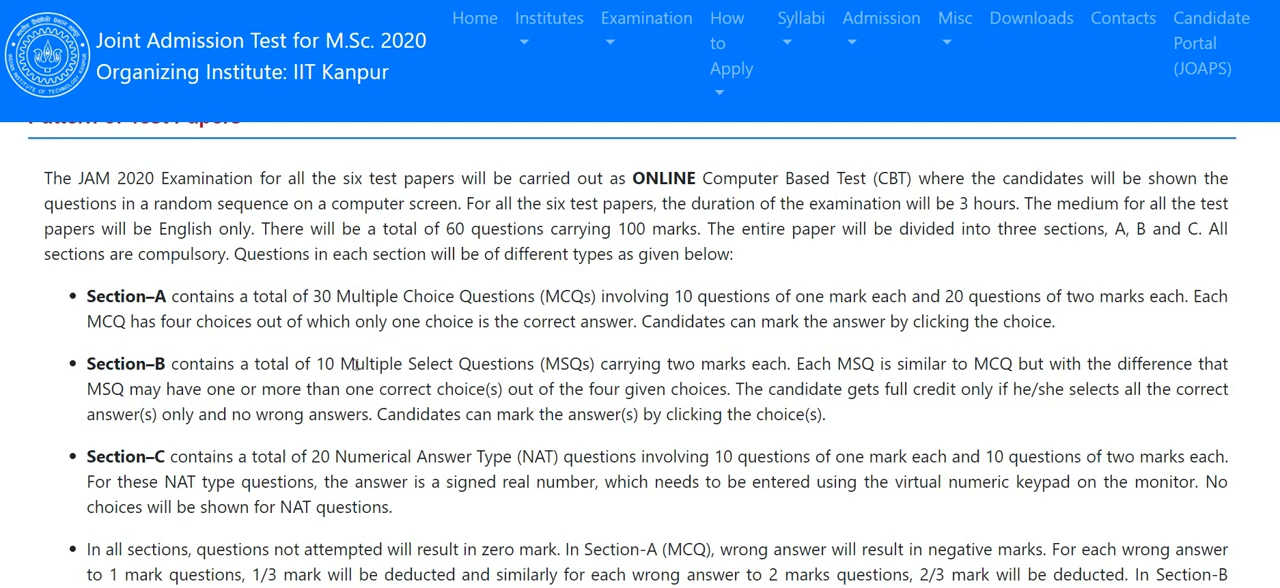 Home Institutes Examination How to Apply Syllabi Admission Misc Downloads Contacts Candidate Portal (JOAPS)
Joint Admission Test for M.Sc. 2020
Organizing Institute: IIT Kanpur
Pattern of Test Papers
The JAM 2020 Examination for all the six test papers will be carried out as ONLINE Computer Based Test (CBT) where the candidates will be shown the
questions in a random sequence on a computer screen. For all the six test papers, the duration of the examination will be 3 hours. The medium for all the test
papers will be English only. There will be a total of 60 questions carrying 100 marks. The entire paper will be divided into three sections, A, B and C. All
sections are compulsory. Questions in each section will be of different types as given below:
• Section–A contains a total of 30 Multiple Choice Questions (MCQs) involving 10 questions of one mark each and 20 questions of two marks each. Each
MCQ has four choices out of which only one choice is the correct answer. Candidates can mark the answer by clicking the choice.
• Section–B contains a total of 10 Multiple Select Questions (MSQs) carrying two marks each. Each MSQ is similar to MCQ but with the difference that
MSQ may have one or more than one correct choice(s) out of the four given choices. The candidate gets full credit only if he/she selects all the correct
answer(s) only and no wrong answers. Candidates can mark the answer(s) by clicking the choice(s).
• Section–C contains a total of 20 Numerical Answer Type (NAT) questions involving 10 questions of one mark each and 10 questions of two marks each.
For these NAT type questions, the answer is a signed real number, which needs to be entered using the virtual numeric keypad on the monitor. No
choices will be shown for NAT questions.
• In all sections, questions not attempted will result in zero mark. In Section-A (MCQ), wrong answer will result in negative marks. For each wrong answer
to 1 mark questions, 1/3 mark will be deducted and similarly for each wrong answer to 2 marks questions, 2/3 mark will be deducted. In Section-B